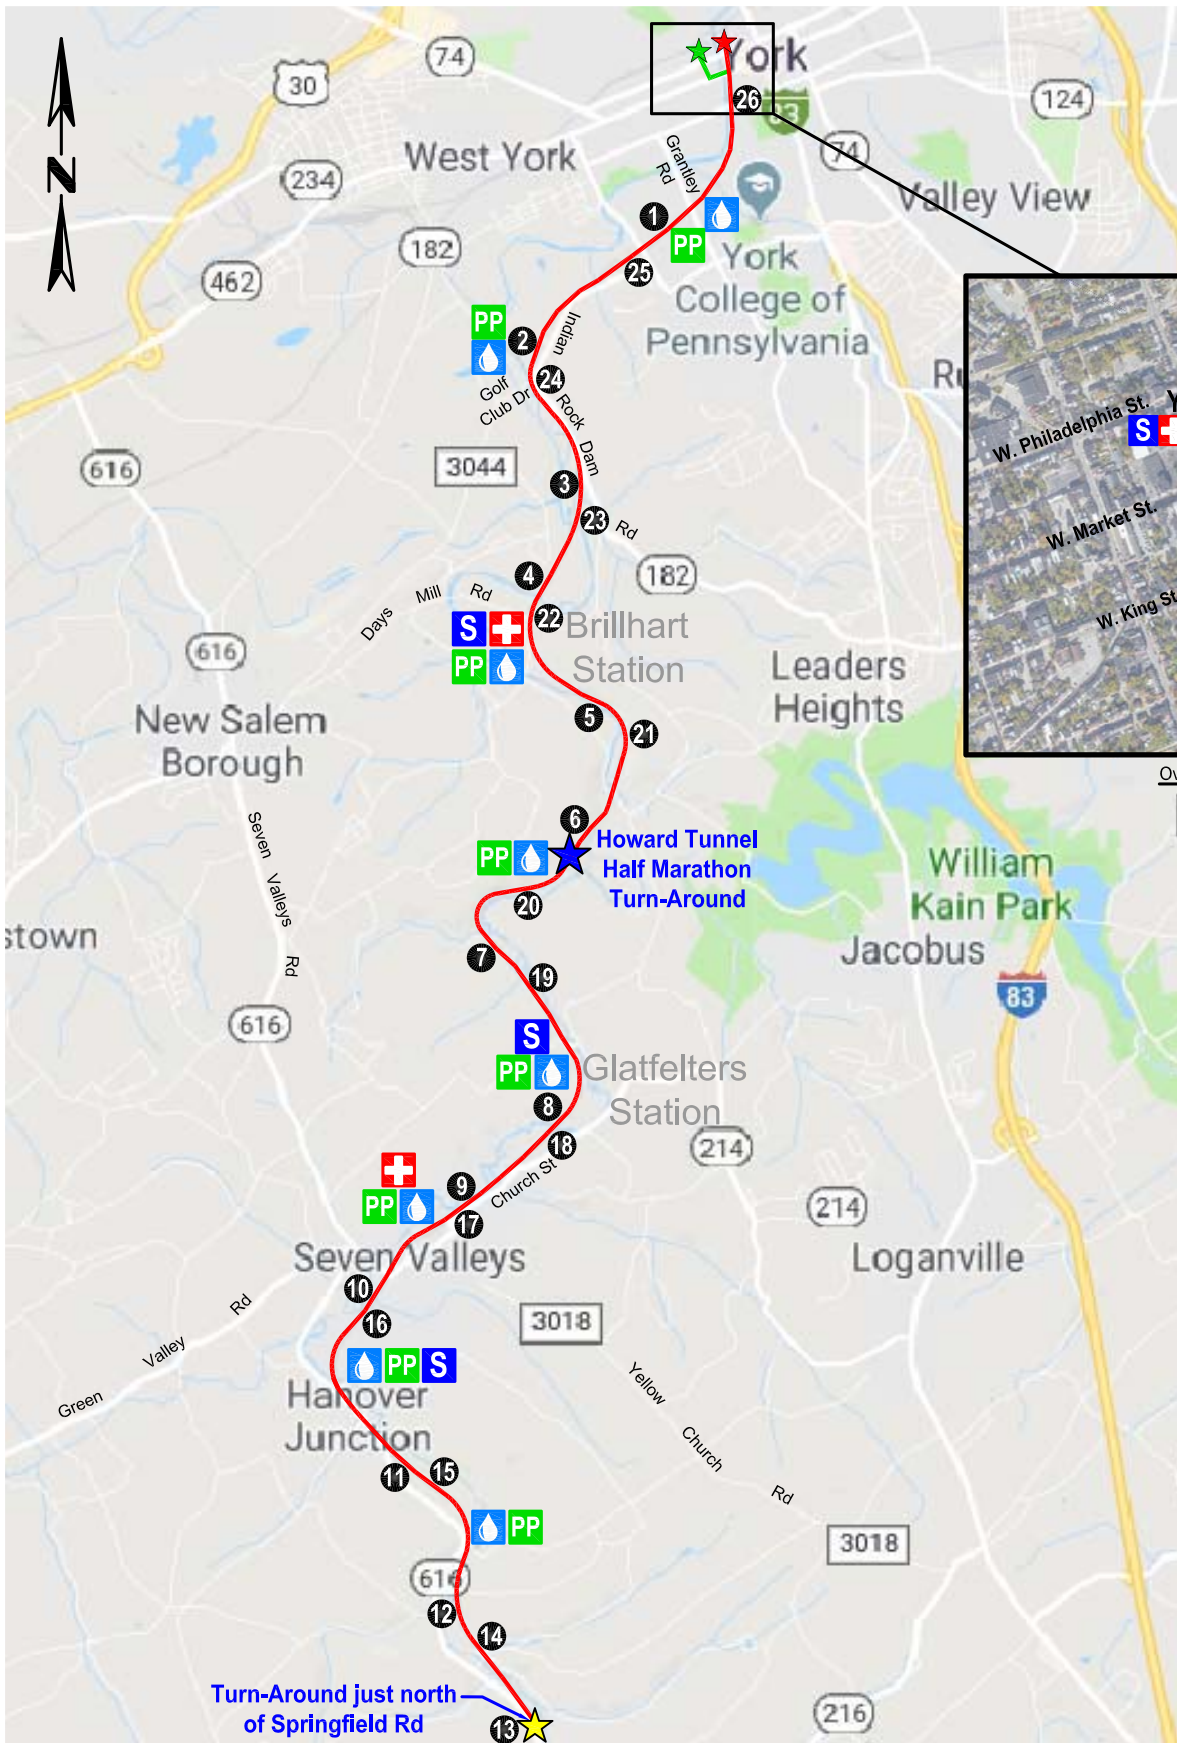 74
York
30
26
83
124
N
West York
74
Grantley
Rd
234
Valley View
1
PP
182
York
College of
Pennsylvania
25
462
PP
2
Indian
Golf
Club Dr
24
Rock
Dam
W. Philadelphia St.
S
616
3044
3
23
Rd
W. Market St.
4
182
Days Mill Rd
W. King St
S
22
Brillhart
Station
PP
616
Leaders
Heights
New Salem
Borough
5
21
6
Seven Valleys Rd
PP
Howard Tunnel
Half Marathon
Turn-Around
William
Kain Park
20
stown
7
Jacobus
19
83
616
S
PP
Glatfelters
Station
8
18
214
Church St
9
PP
17
214
Seven Valleys
Loganville
10
16
3018
Green Valley Rd
PP
S
Hanover
Junction
Yellow Church Rd
11
15
PP
3018
616
12
14
Turn-Around just north
of Springfield Rd
13
216